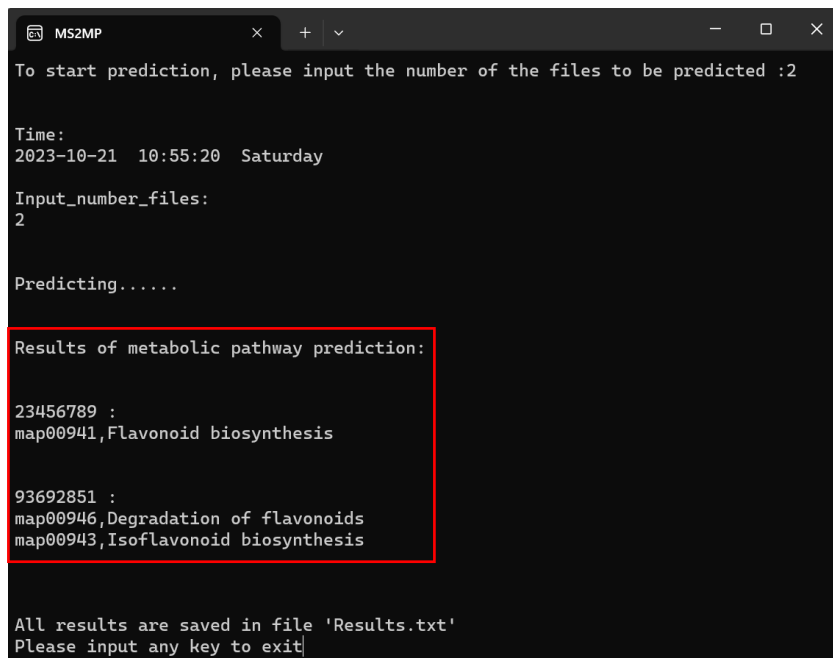 MS2MP
To start prediction, please input the number of the files to be predicted :2
Time:
2023-10-21  10:55:20  Saturday
Input_number_files:
2
Predicting......
Results of metabolic pathway prediction:
23456789 :
map00941,Flavonoid biosynthesis
93692851 :
map00946,Degradation of flavonoids
map00943,Isoflavonoid biosynthesis
All results are saved in file 'Results.txt'
Please input any key to exit